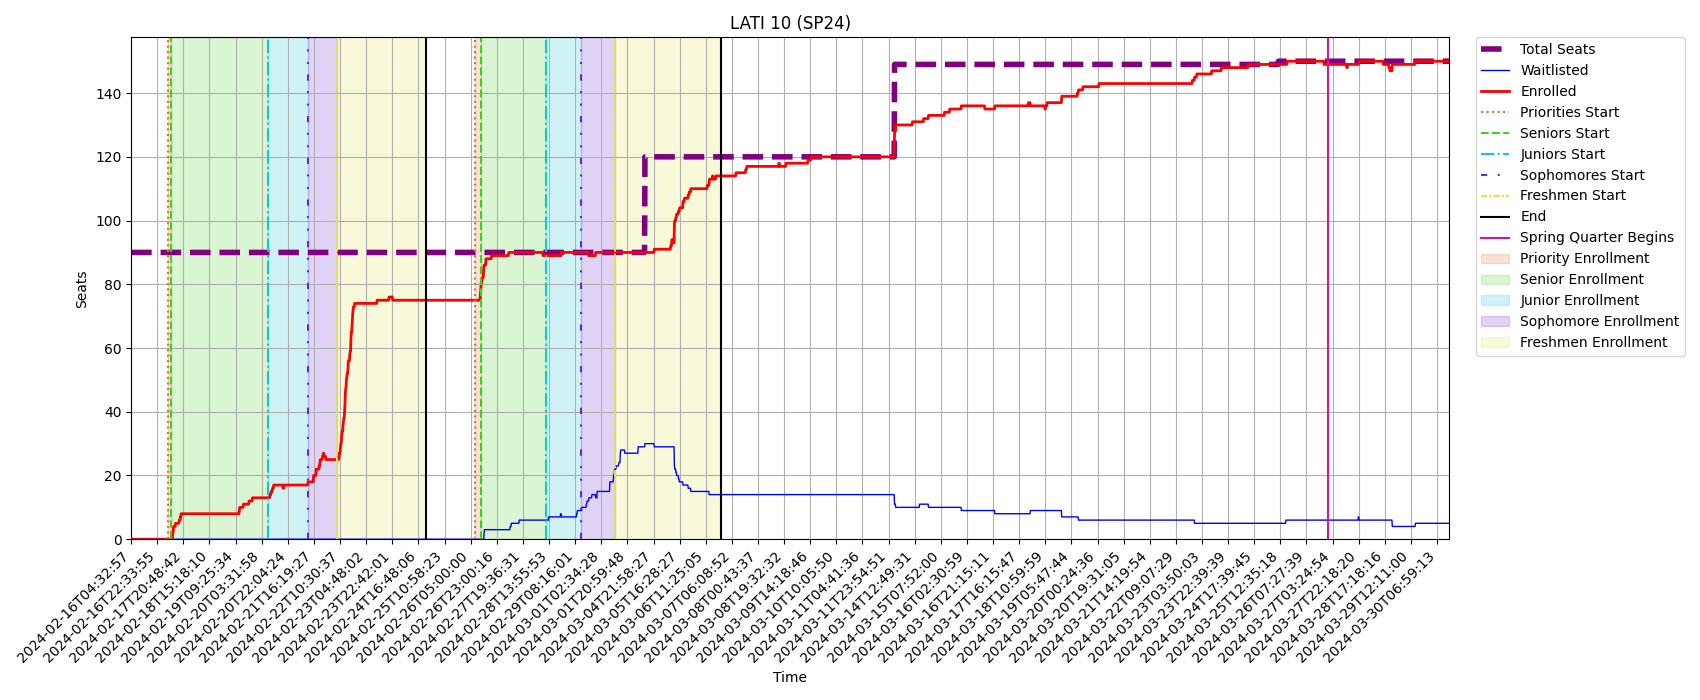 LATI 10 (SP24)
Seats
140
120
100
80
60
40
20
0
2024-02-16T04:32:57
2024-02-16T22:33:55
2024-02-17T20:48:42
2024-02-18T15:18:10
2024-02-19T09:25:34
2024-02-20T03:31:58
2024-02-20T22:04:24
2024-02-21T16:19:27
2024-02-22T10:30:37
2024-02-23T04:48:02
2024-02-23T22:42:01
2024-02-24T16:48:06
2024-02-25T10:58:23
2024-02-26T05:00:00
2024-02-26T23:00:16
2024-02-27T19:36:31
2024-02-28T13:55:53
2024-02-29T08:16:01
2024-03-01T02:34:28
2024-03-01T20:59:48
2024-03-04T21:58:27
2024-03-05T16:28:27
2024-03-06T11:25:05
2024-03-07T06:08:52
2024-03-08T00:43:37
2024-03-08T19:32:32
2024-03-09T14:18:46
2024-03-10T10:05:50
2024-03-11T04:41:36
2024-03-11T23:54:51
2024-03-14T12:49:31
2024-03-15T07:52:00
2024-03-16T02:30:59
2024-03-16T21:15:11
2024-03-17T16:15:47
2024-03-18T10:59:59
2024-03-19T05:47:44
2024-03-20T00:24:36
2024-03-20T19:31:05
2024-03-21T14:19:54
2024-03-22T09:07:29
2024-03-23T03:50:03
2024-03-23T22:39:39
2024-03-24T17:39:45
2024-03-25T12:35:18
2024-03-26T07:27:39
2024-03-27T03:24:54
2024-03-27T22:18:20
2024-03-28T17:18:16
2024-03-29T12:11:00
2024-03-30T06:59:13
Time
Total Seats
Waitlisted
Enrolled
Priorities Start
Seniors Start
Juniors Start
Sophomores Start
Freshmen Start
End
Spring Quarter Begins
Priority Enrollment
Senior Enrollment
Junior Enrollment
Sophomore Enrollment
Freshmen Enrollment